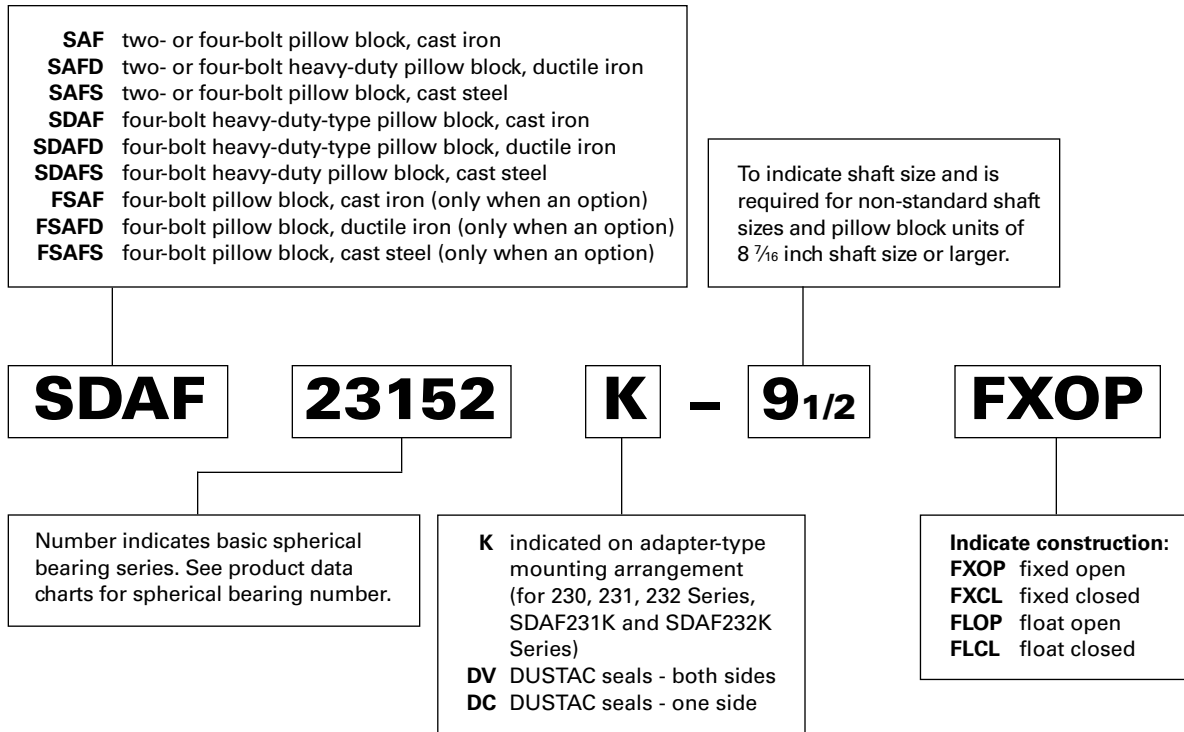 SAF two- or four-bolt pillow block, cast iron
SAFD two- or four-bolt heavy-duty pillow block, ductile iron
SAFS two- or four-bolt pillow block, cast steel
SDAF four-bolt heavy-duty-type pillow block, cast iron
SDAFD four-bolt heavy-duty-type pillow block, ductile iron
SDAFS four-bolt heavy-duty pillow block, cast steel
FSAF four-bolt pillow block, cast iron (only when an option)
FSAFD four-bolt pillow block, ductile iron (only when an option)
FSAFS four-bolt pillow block, cast steel (only when an option)
To indicate shaft size and is
required for non-standard shaft
sizes and pillow block units of
8 7/16 inch shaft size or larger.
SDAF 23152 K – 9 1/2 FXOP
Number indicates basic spherical
bearing series. See product data
charts for spherical bearing number.
K indicated on adapter-type
mounting arrangement
(for 230, 231, 232 Series,
SDAF231K and SDAF232K
Series)
DV DUSTAC seals - both sides
DC DUSTAC seals - one side
Indicate construction:
FXOP fixed open
FXCL fixed closed
FLOP float open
FLCL float closed